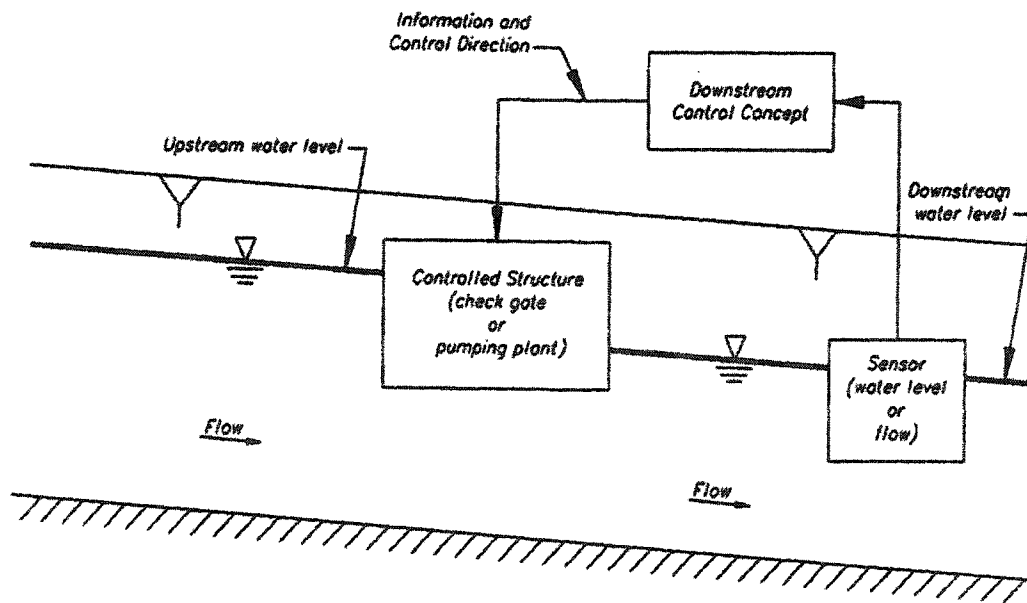 Information and
Control Direction
Downstream
Control Concept
Upstream water level
Downstream
water level
Controlled Structure
(check gate
or
pumping plant)
Sensor
(water level
or
flow)
Flow
Flow